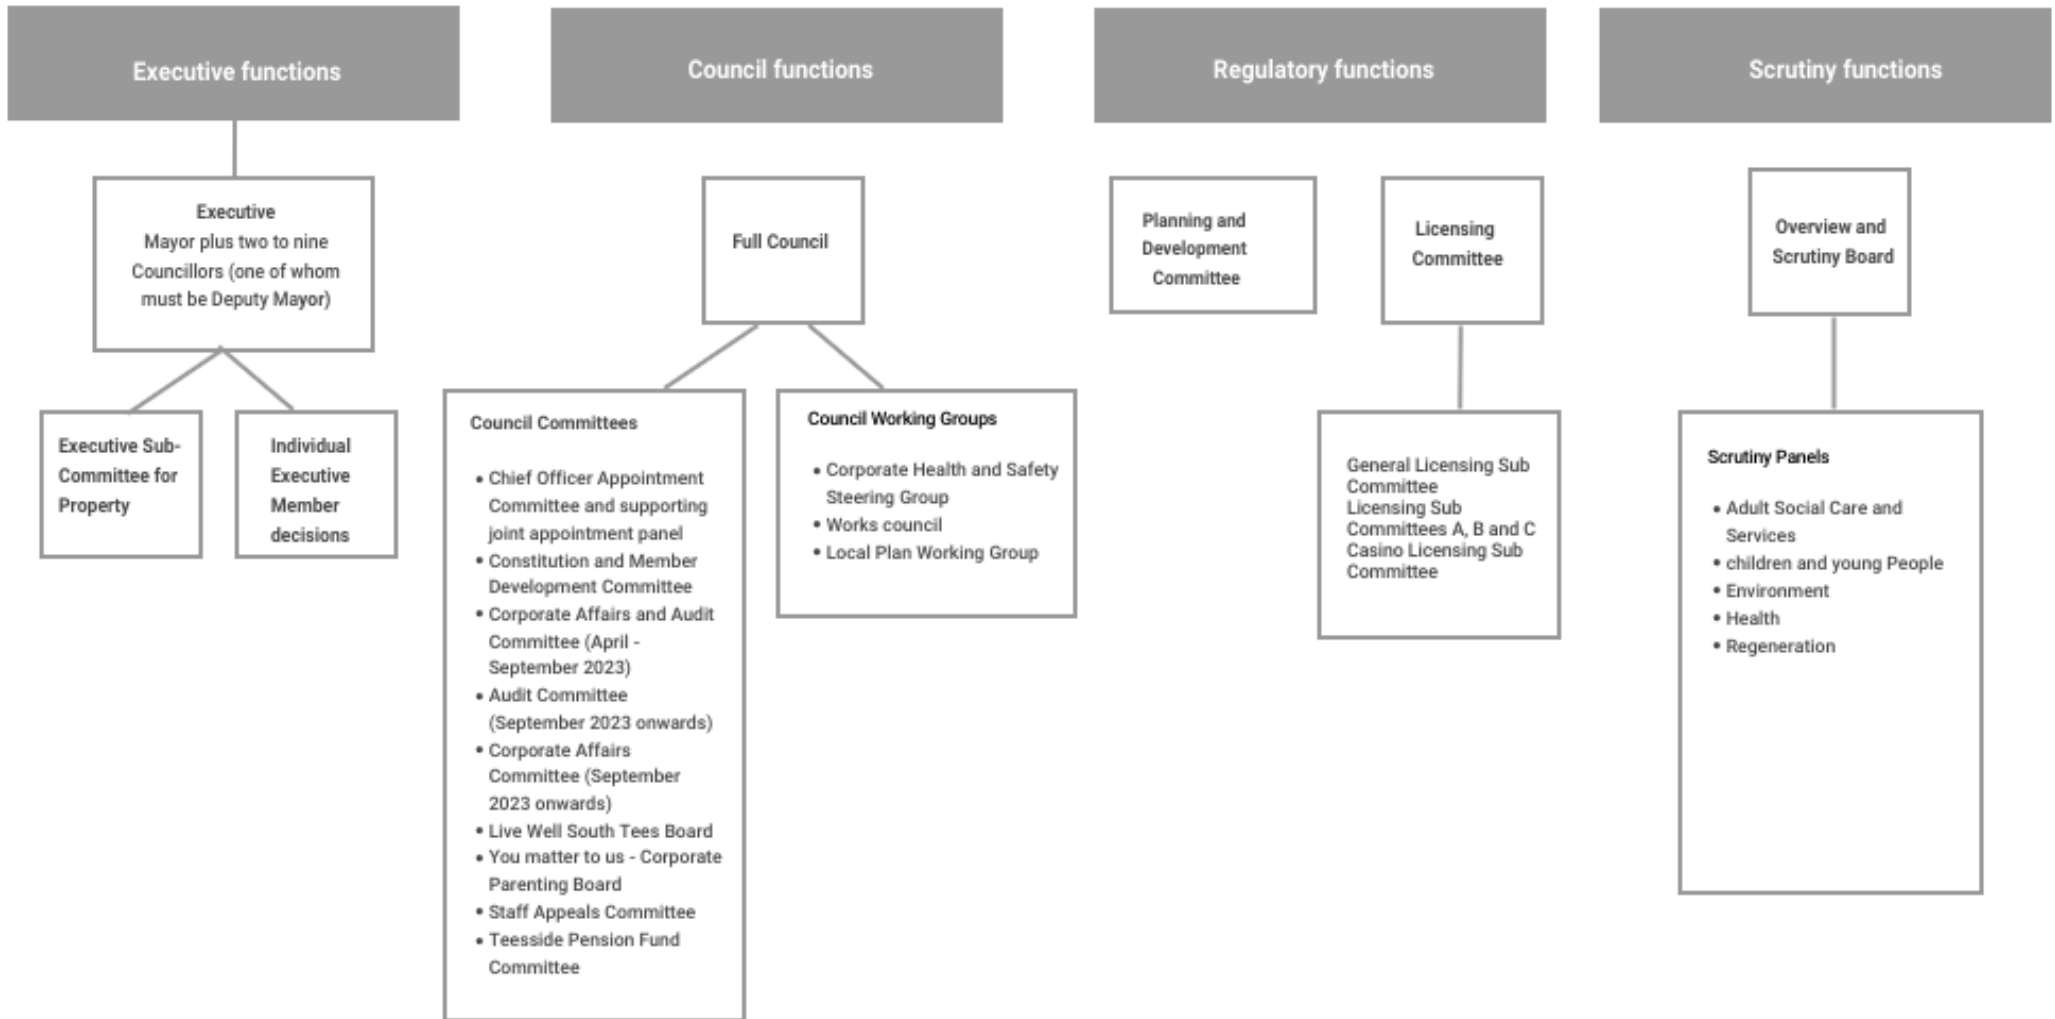 Executive functions
Executive
Mayor plus two to nine
Councillors (one of whom
must be Deputy Mayor)
Executive Sub-
Committee for
Property
Individual
Executive
Member
decisions
Council functions
Full Council
Council Committees
• Chief Officer Appointment
Committee and supporting
joint appointment panel
• Constitution and Member
Development Committee
• Corporate Affairs and Audit
Committee (April -
September 2023)
• Audit Committee
(September 2023 onwards)
• Corporate Affairs
Committee (September
2023 onwards)
• Live Well South Tees Board
• You matter to us - Corporate
Parenting Board
• Staff Appeals Committee
• Teesside Pension Fund
Committee
Council Working Groups
• Corporate Health and Safety
Steering Group
• Works council
• Local Plan Working Group
Regulatory functions
Planning and
Development
Committee
Licensing
Committee
General Licensing Sub
Committee
Licensing Sub
Committees A, B and C
Casino Licensing Sub
Committee
Scrutiny functions
Overview and
Scrutiny Board
Scrutiny Panels
• Adult Social Care and
Services
• children and young People
• Environment
• Health
• Regeneration